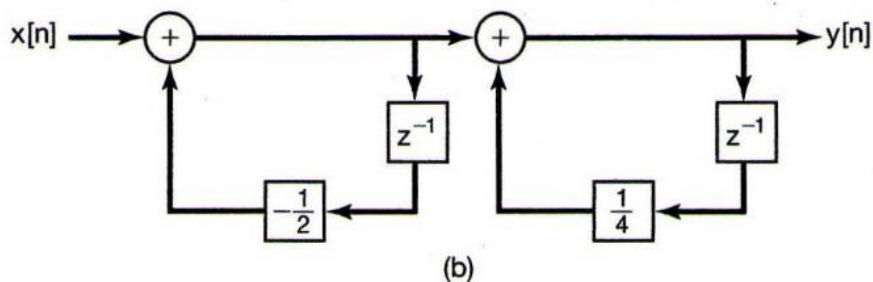 x[n] + + y[n]
z⁻¹ z⁻¹
-1/2 1/4
(b)